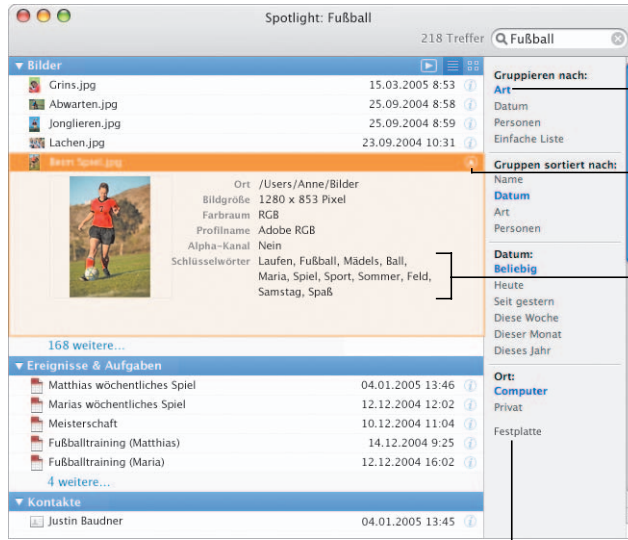 Spotlight: Fußball
218 Treffer
Fußball
Bilder
Grins.jpg 15.03.2005 8:53
Abwarten.jpg 25.09.2004 8:58
Jonglieren.jpg 25.09.2004 8:59
Lachen.jpg 23.09.2004 10:31
Beim Spiel.jpg
Ort /Users/Anne/Bilder
Bildgröße 1280 x 853 Pixel
Farbraum RGB
Profilname Adobe RGB
Alpha-Kanal Nein
Schlüsselwörter Laufen, Fußball, Mädels, Ball,
Maria, Spiel, Sport, Sommer, Feld,
Samstag, Spaß
168 weitere...
Ereignisse & Aufgaben
Matthias wöchentliches Spiel 04.01.2005 13:46
Marias wöchentliches Spiel 12.12.2004 12:02
Meisterschaft 10.12.2004 11:04
Fußballtraining (Matthias) 14.12.2004 9:25
Fußballtraining (Maria) 12.12.2004 16:02
4 weitere...
Kontakte
Justin Baudner 04.01.2005 13:45
Gruppieren nach:
Art
Datum
Personen
Einfache Liste
Gruppen sortiert nach:
Name
Datum
Art
Personen
Datum:
Beliebig
Heute
Seit gestern
Diese Woche
Dieser Monat
Dieses Jahr
Ort:
Computer
Privat
Festplatte